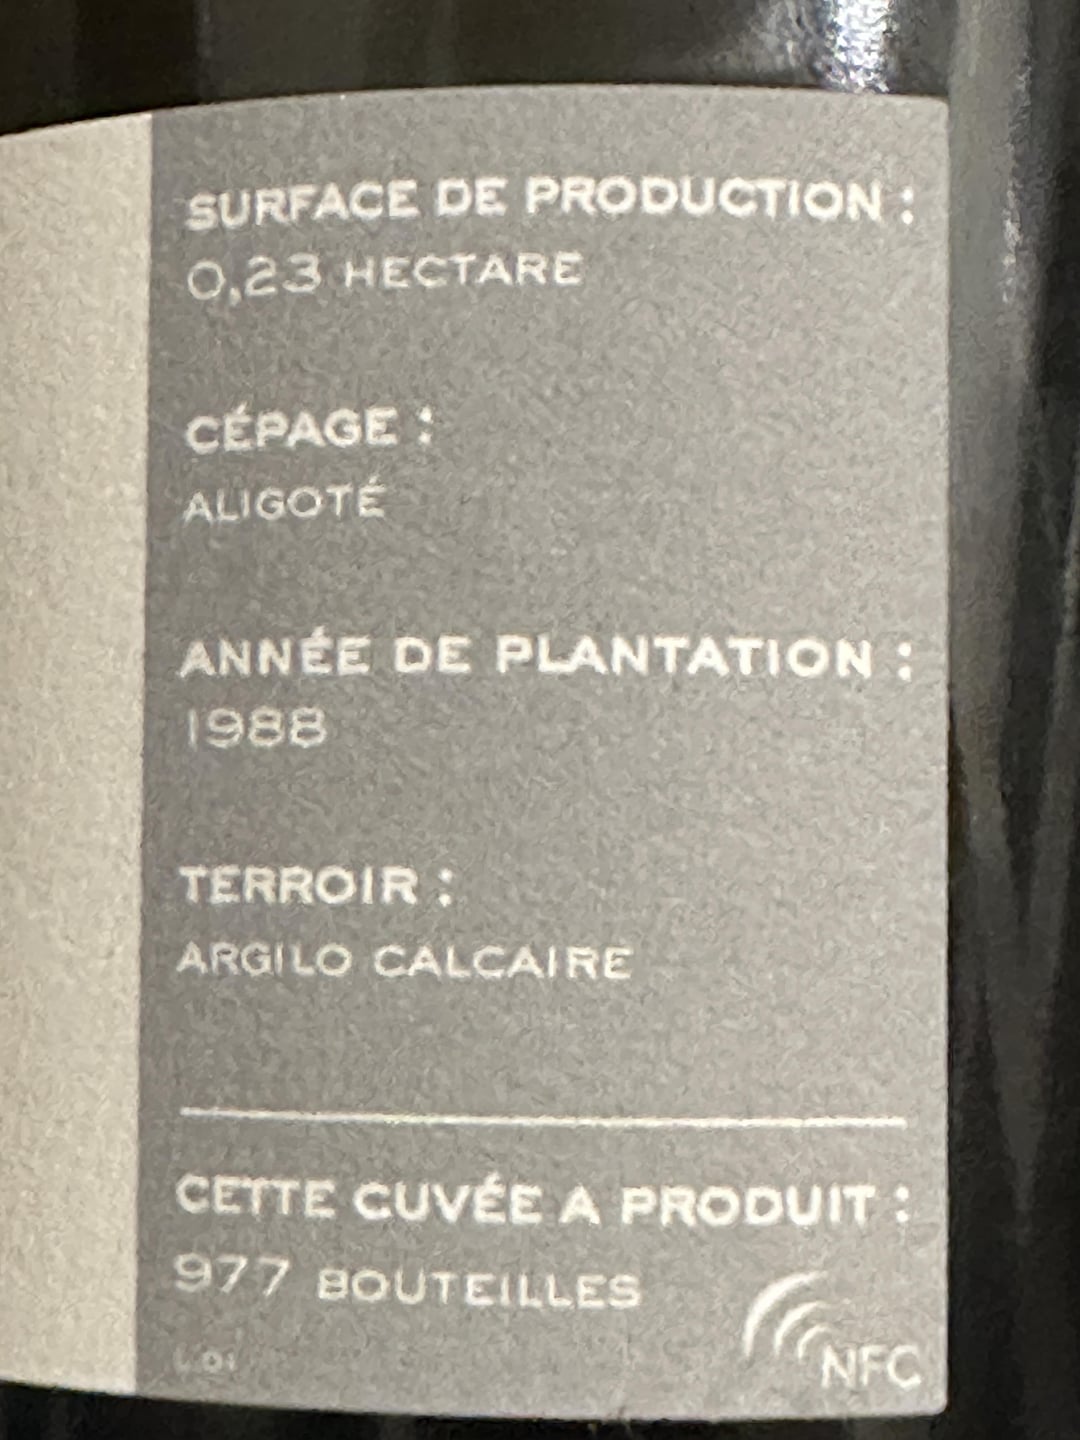 SURFACE DE PRODUCTION :
0,23 HECTARE
CÉPAGE :
ALIGOTÉ
ANNÉE DE PLANTATION :
1988
TERROIR :
ARGILO CALCAIRE
CETTE CUVÉE A PRODUIT :
977 BOUTEILLES
NFC